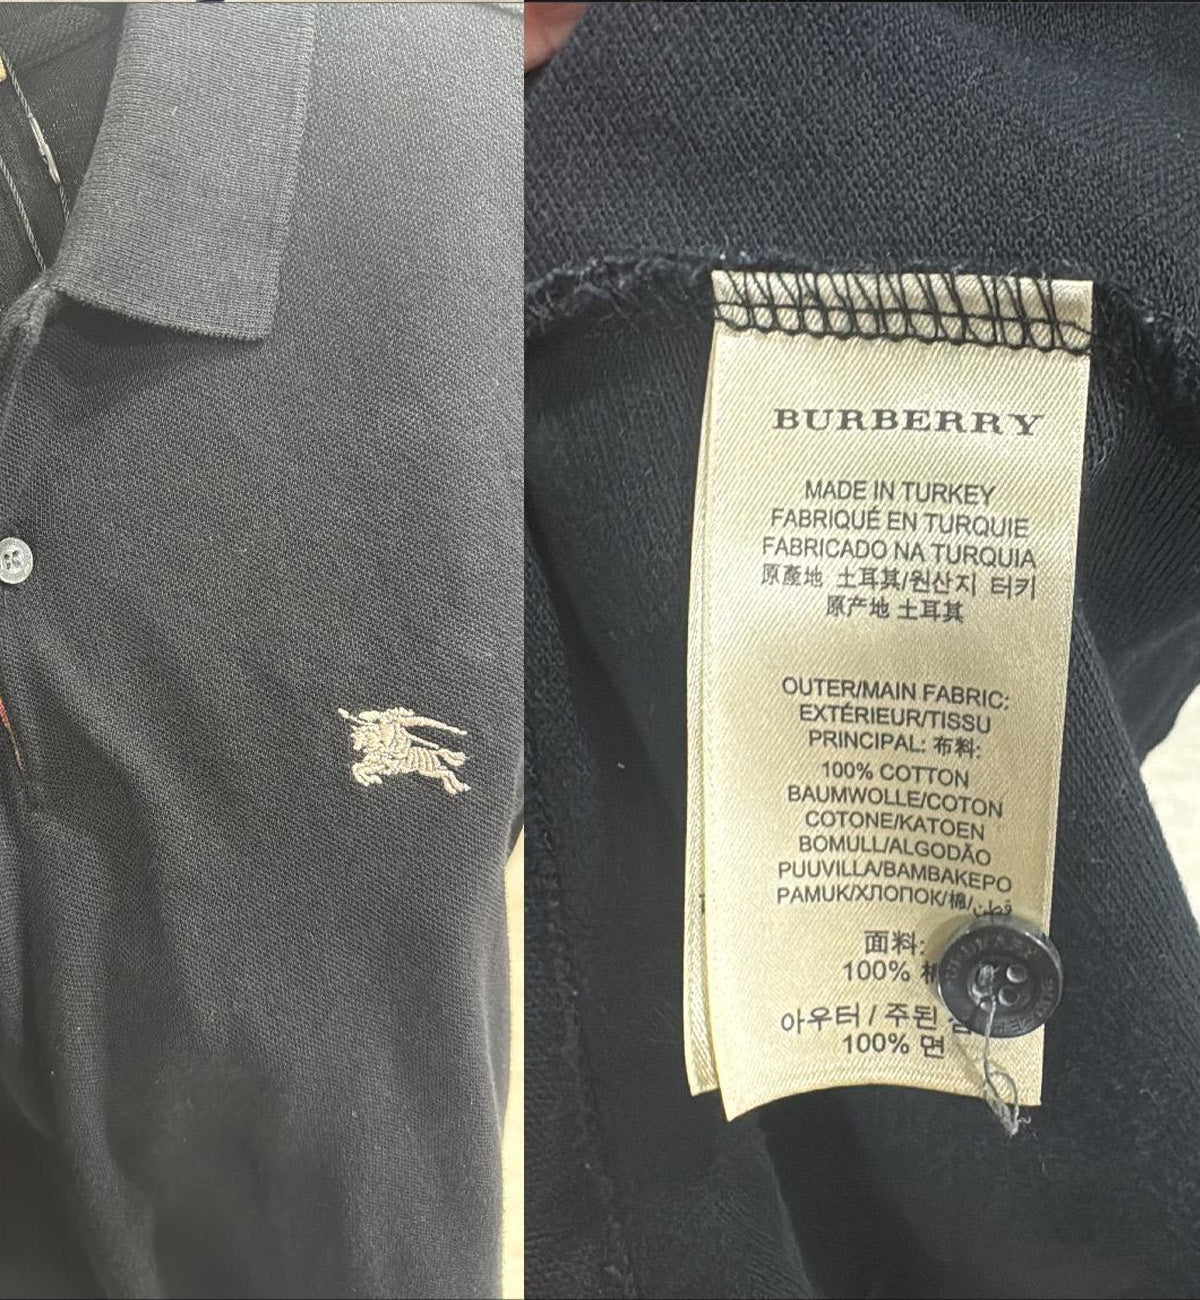 BURBERRY
MADE IN TURKEY
FABRIQUÉ EN TURQUIE
FABRICADO NA TURQUIA
原產地 土耳其/원산지 터키
原产地 土耳其
OUTER/MAIN FABRIC:
EXTÉRIEUR/TISSU
PRINCIPAL: 布料:
100% COTTON
BAUMWOLLE/COTON
COTONE/KATOEN
BOMULL/ALGODÃO
PUUVILLA/ΒΑΜΒΑΚΕΡΟ
PAMUK/ХЛОПОК/棉/قطن
面料:
100%
아우터 / 주된
100% 면